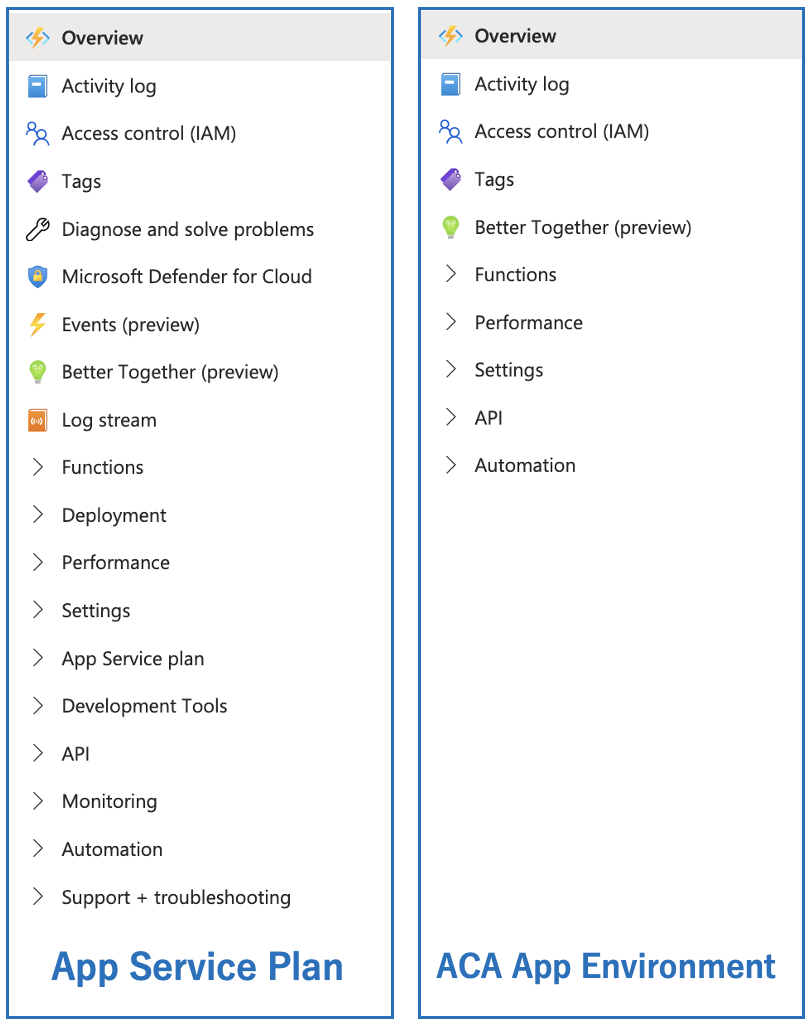 Overview
Activity log
Access control (IAM)
Tags
Diagnose and solve problems
Microsoft Defender for Cloud
Events (preview)
Better Together (preview)
Log stream
Functions
Deployment
Performance
Settings
App Service plan
Development Tools
API
Monitoring
Automation
Support + troubleshooting
App Service Plan
Overview
Activity log
Access control (IAM)
Tags
Better Together (preview)
Functions
Performance
Settings
API
Automation
ACA App Environment